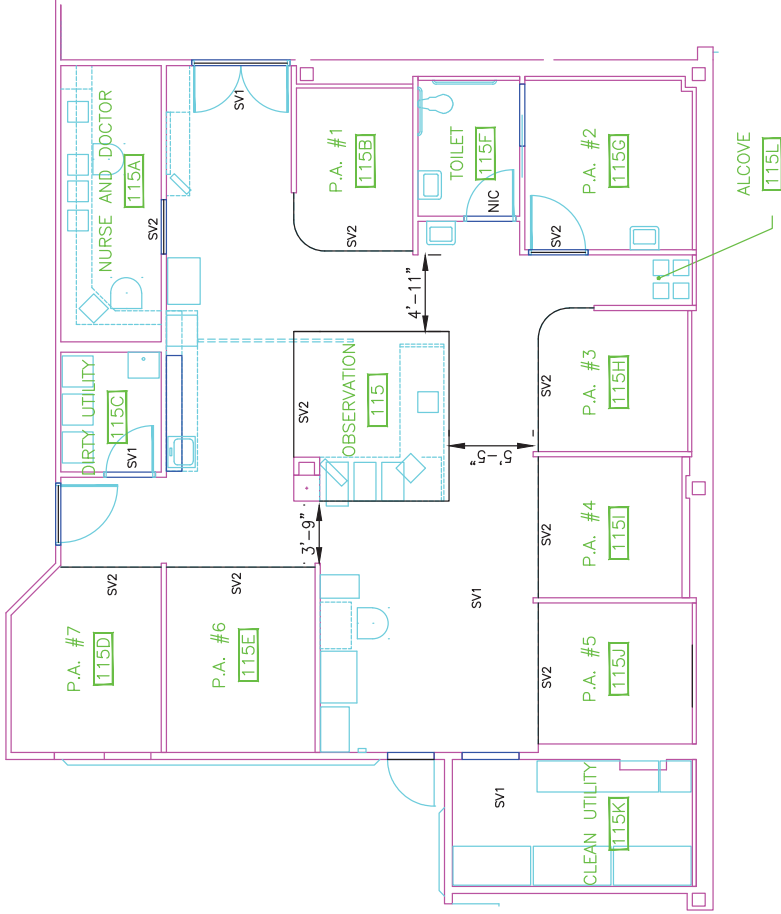 NURSE AND DOCTOR
115A
SV2
SV1
P.A. #1
115B
SV2
TOILET
115F
NIC
P.A. #2
115G
SV2
ALCOVE
115L
4'-11"
DIRTY UTILITY
115C
SV1
OBSERVATION
115
SV2
P.A. #3
115H
SV2
5'-5"
3'-9"
P.A. #7
115D
SV2
P.A. #6
115E
SV2
SV1
P.A. #4
115I
SV2
P.A. #5
115J
SV2
SV1
CLEAN UTILITY
115K